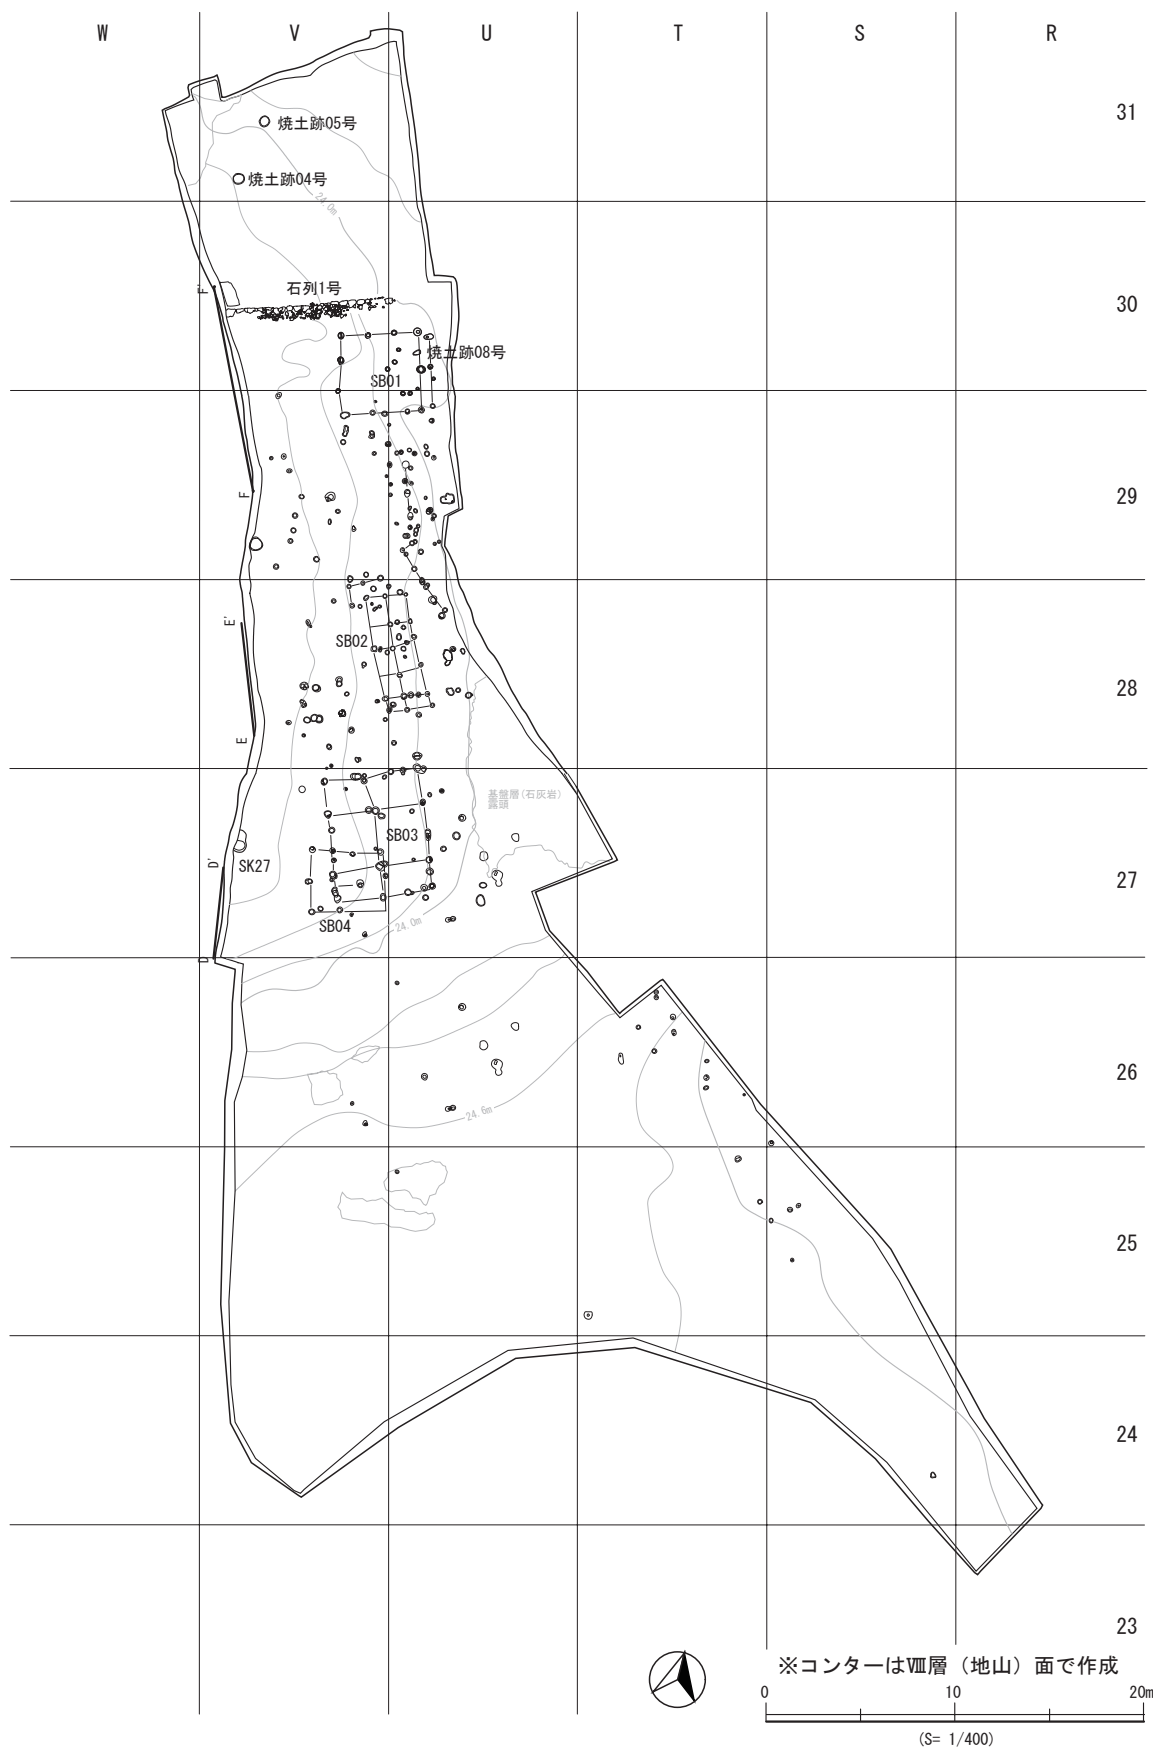 W V U T S R
31
焼土跡05号
焼土跡04号
24.0m
F'
石列1号
30
焼土跡08号
SB01
F
29
E'
SB02
28
E
基盤層(石灰岩)
露頭
SB03
D'
SK27
27
SB04
24.0m
D
26
24.6m
25
24
23
※コンターはⅧ層（地山）面で作成
0 10 20m
(S= 1/400)